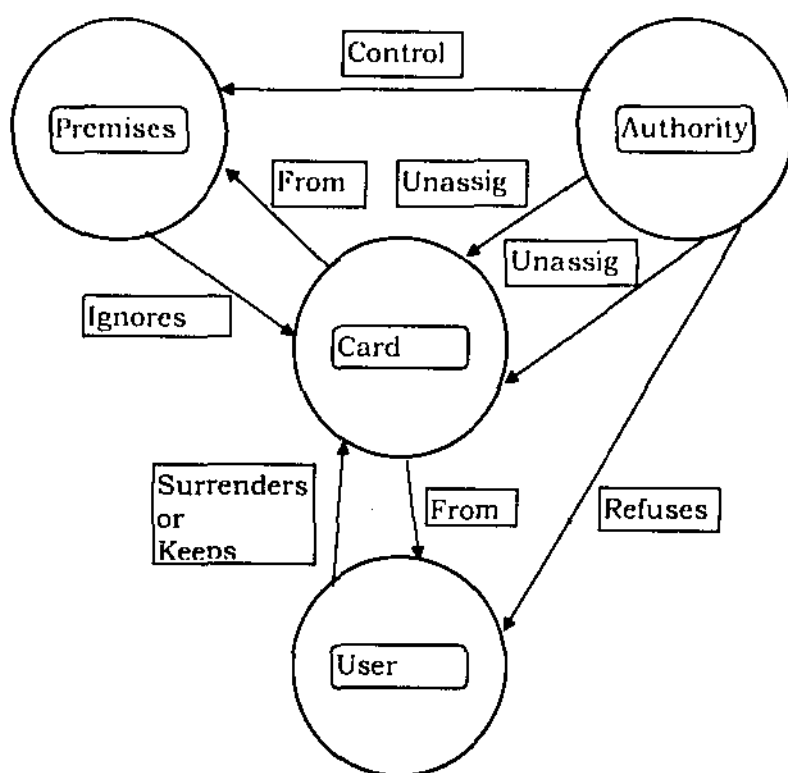 Control
Premises
Authority
From
Unassig
Unassig
Ignores
Card
Surrenders
or
Keeps
From
Refuses
User